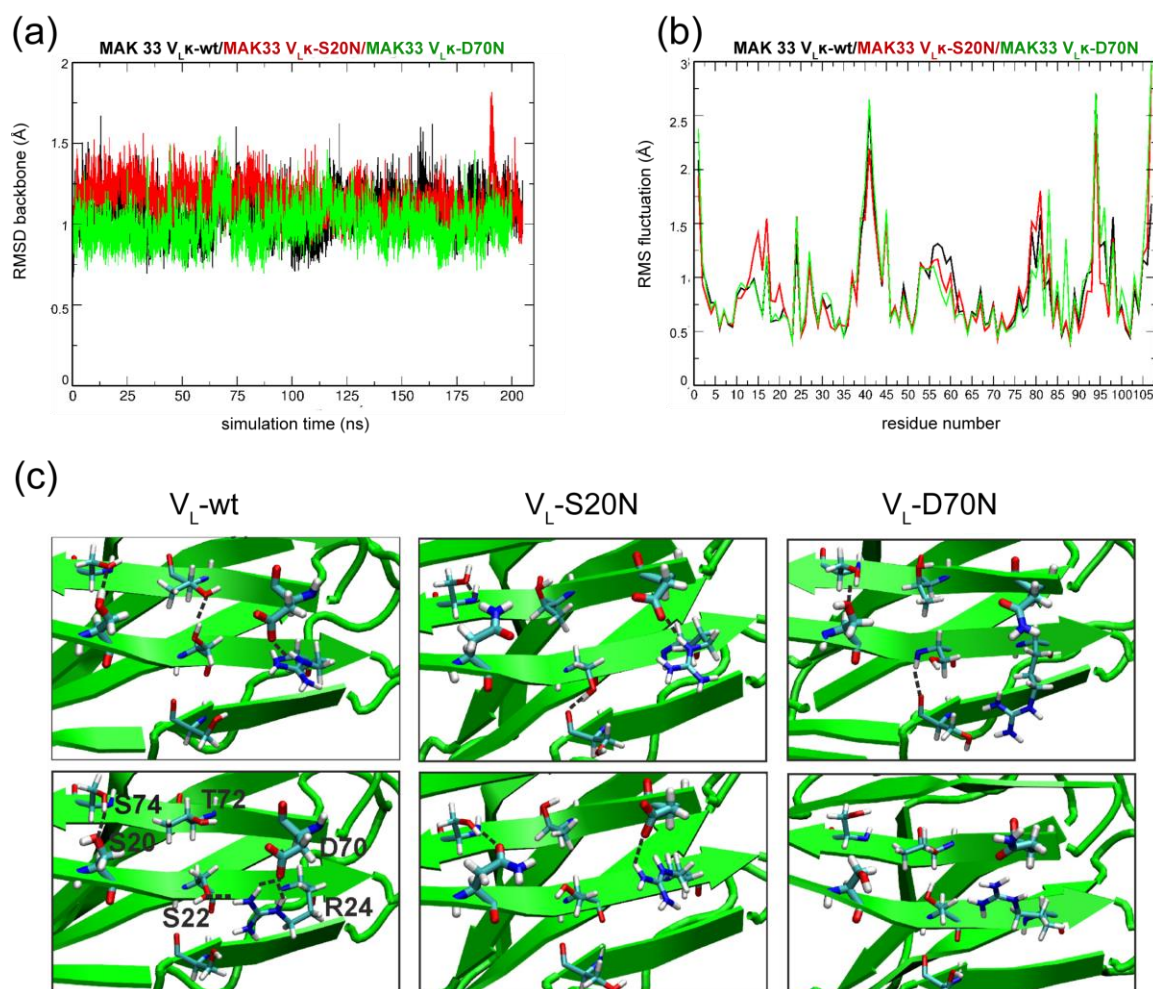 (a)
MAK 33 VLκ-wt/MAK33 VLκ-S20N/MAK33 VLκ-D70N
2
1.5
1
0.5
0
RMSD backbone (Å)
0 25 50 75 100 125 150 175 200
simulation time (ns)
(b)
MAK 33 VLκ-wt/MAK33 VLκ-S20N/MAK33 VLκ-D70N
3
2.5
2
1.5
1
0.5
0
RMS fluctuation (Å)
0 5 10 15 20 25 30 35 40 45 50 55 60 65 70 75 80 85 90 95 100 105
residue number
(c)
VL-wt
VL-S20N
VL-D70N
S74
T72
S20
D70
S22
R24